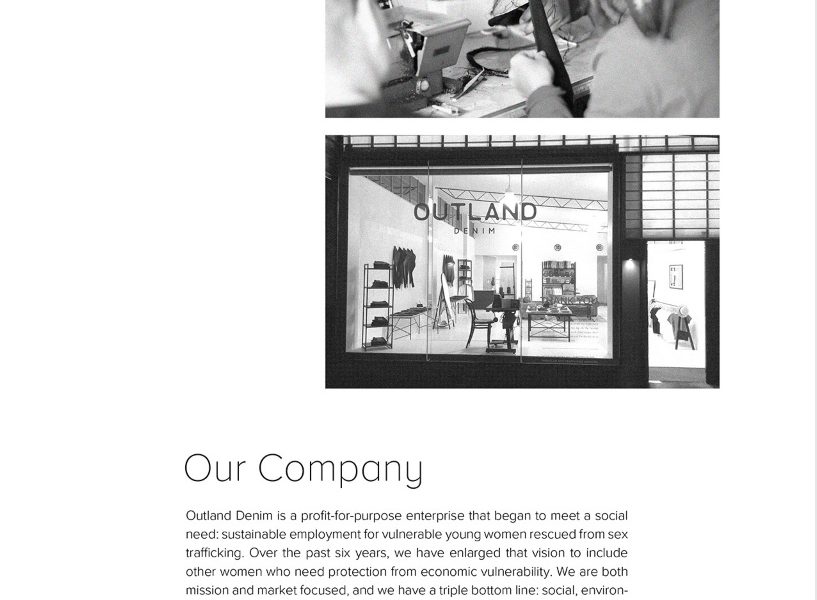 OUTLAND
DENIM
Our Company
Outland Denim is a profit-for-purpose enterprise that began to meet a social
need: sustainable employment for vulnerable young women rescued from sex
trafficking. Over the past six years, we have enlarged that vision to include
other women who need protection from economic vulnerability. We are both
mission and market focused, and we have a triple bottom line: social, environ-